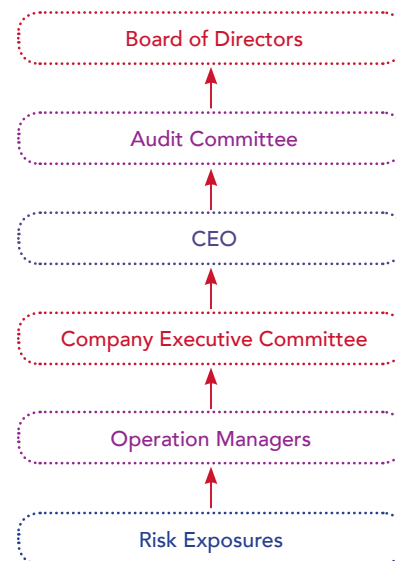 Board of Directors
Audit Committee
CEO
Company Executive Committee
Operation Managers
Risk Exposures